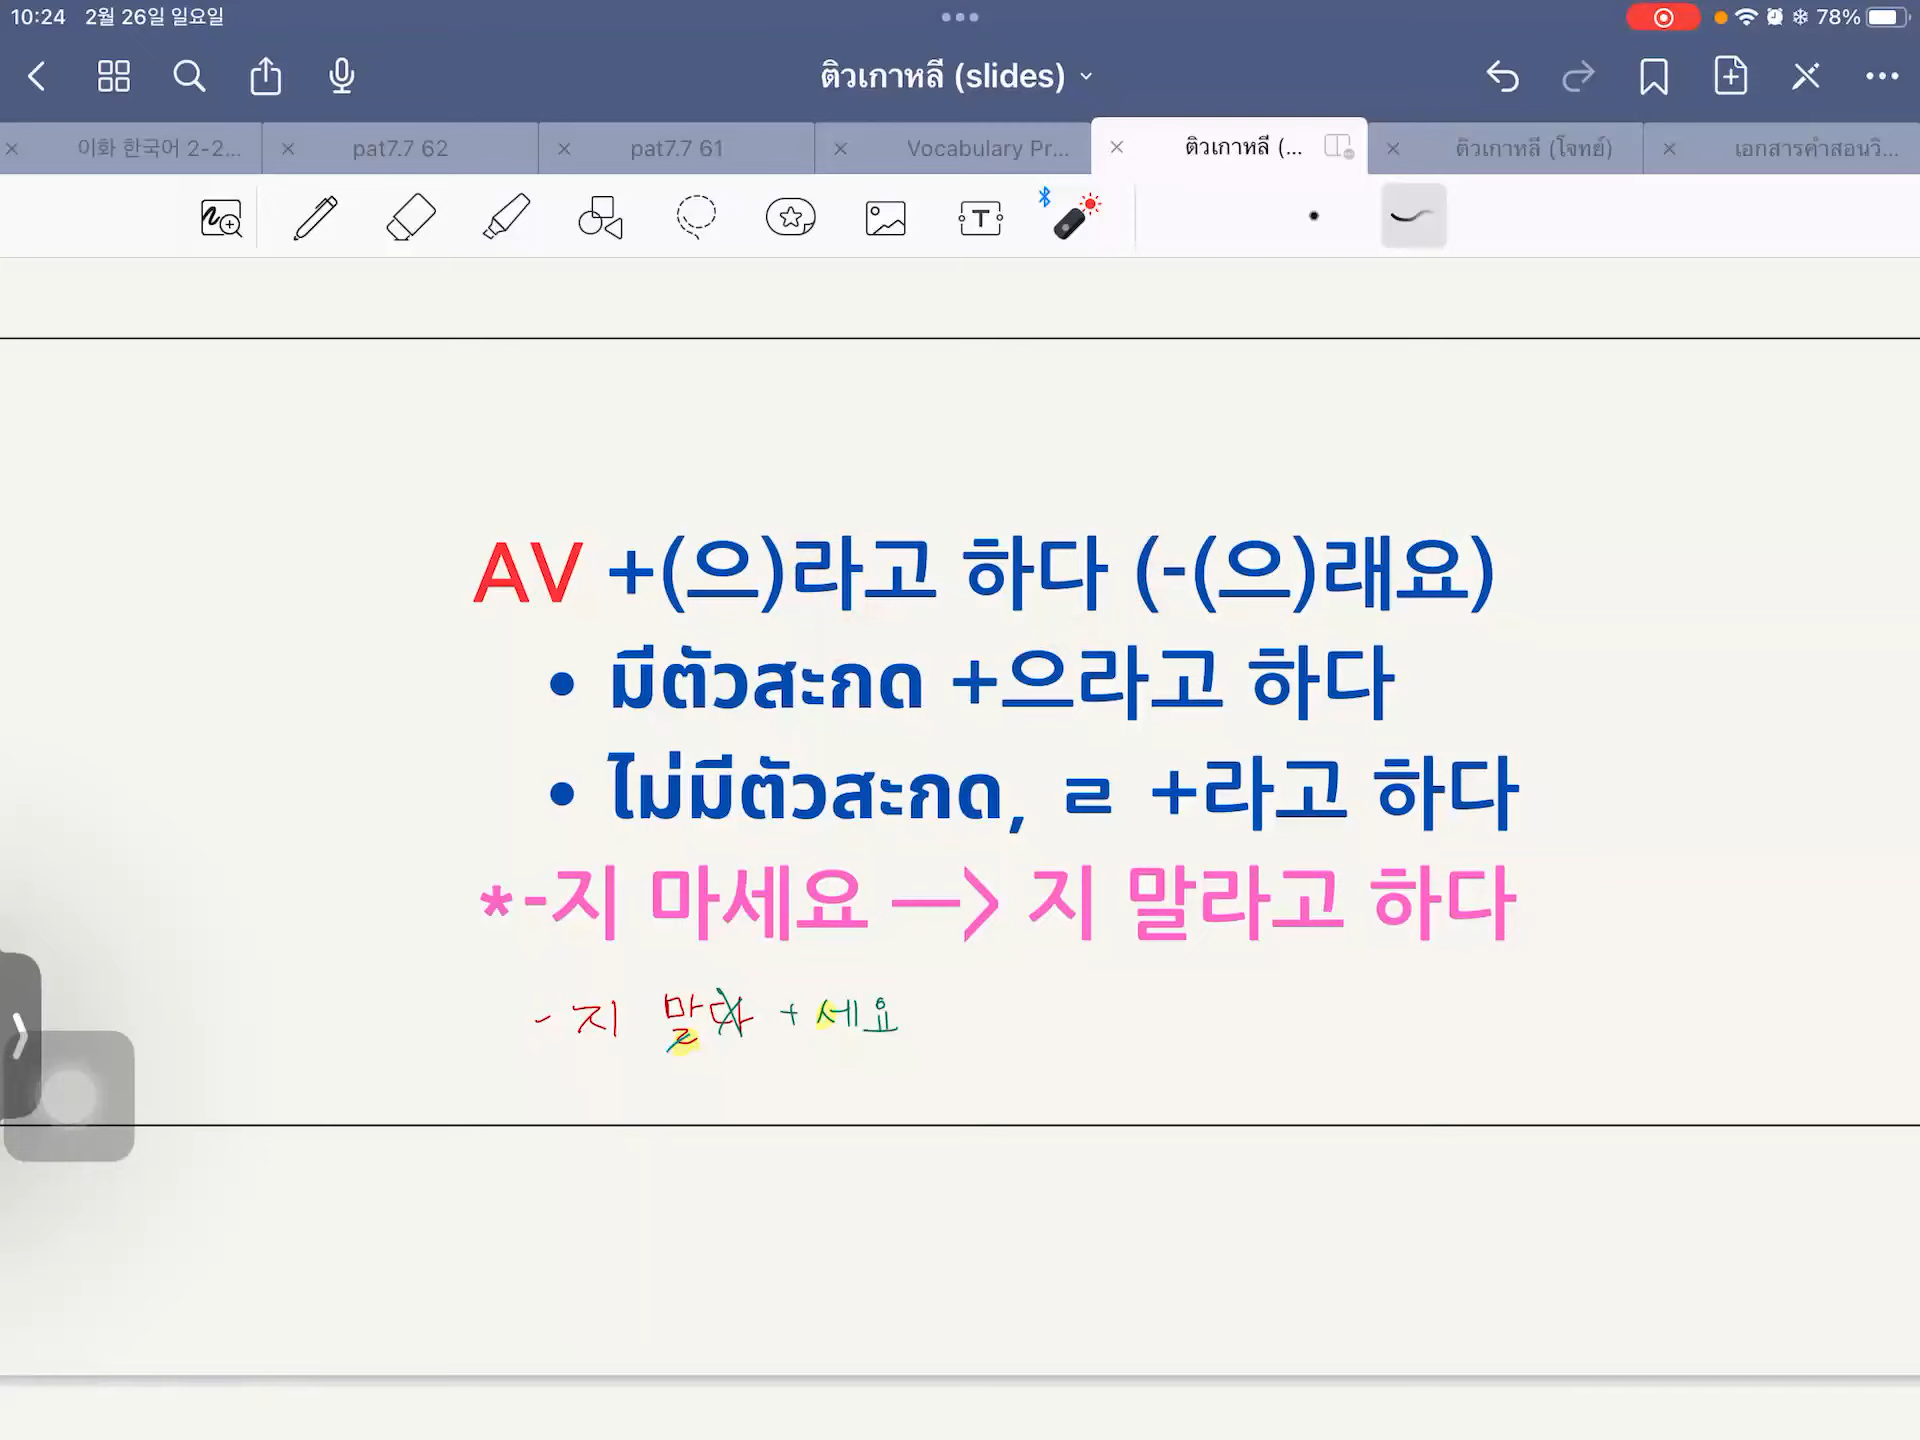 10:24 2월 26일 일요일 78%
ติวเกาหลี (slides)
이화 한국어 2-2... pat7.7 62 pat7.7 61 Vocabulary Pr... ติวเกาหลี (... ติวเกาหลี (โจทย์) เอกสารคำสอนวิ...
AV +(으)라고 하다 (-(으)래요)
• มีตัวสะกด +으라고 하다
• ไม่มีตัวสะกด, ㄹ +라고 하다
*-지 마세요 —> 지 말라고 하다
- 지 말다 + 세요